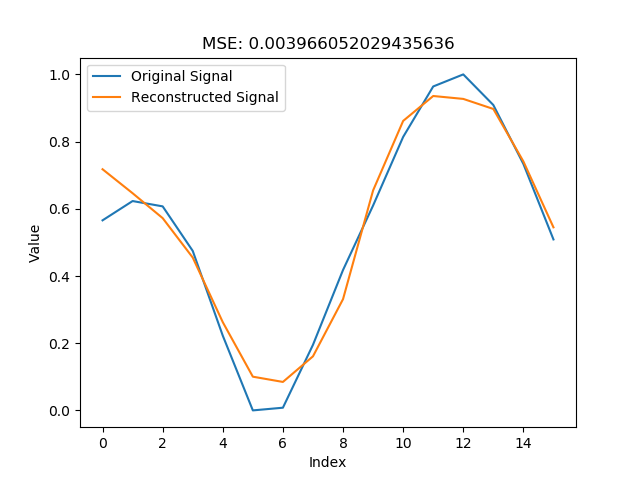 MSE: 0.003966052029435636
Original Signal
Reconstructed Signal
1.0
0.8
0.6
0.4
0.2
0.0
Value
0 2 4 6 8 10 12 14
Index